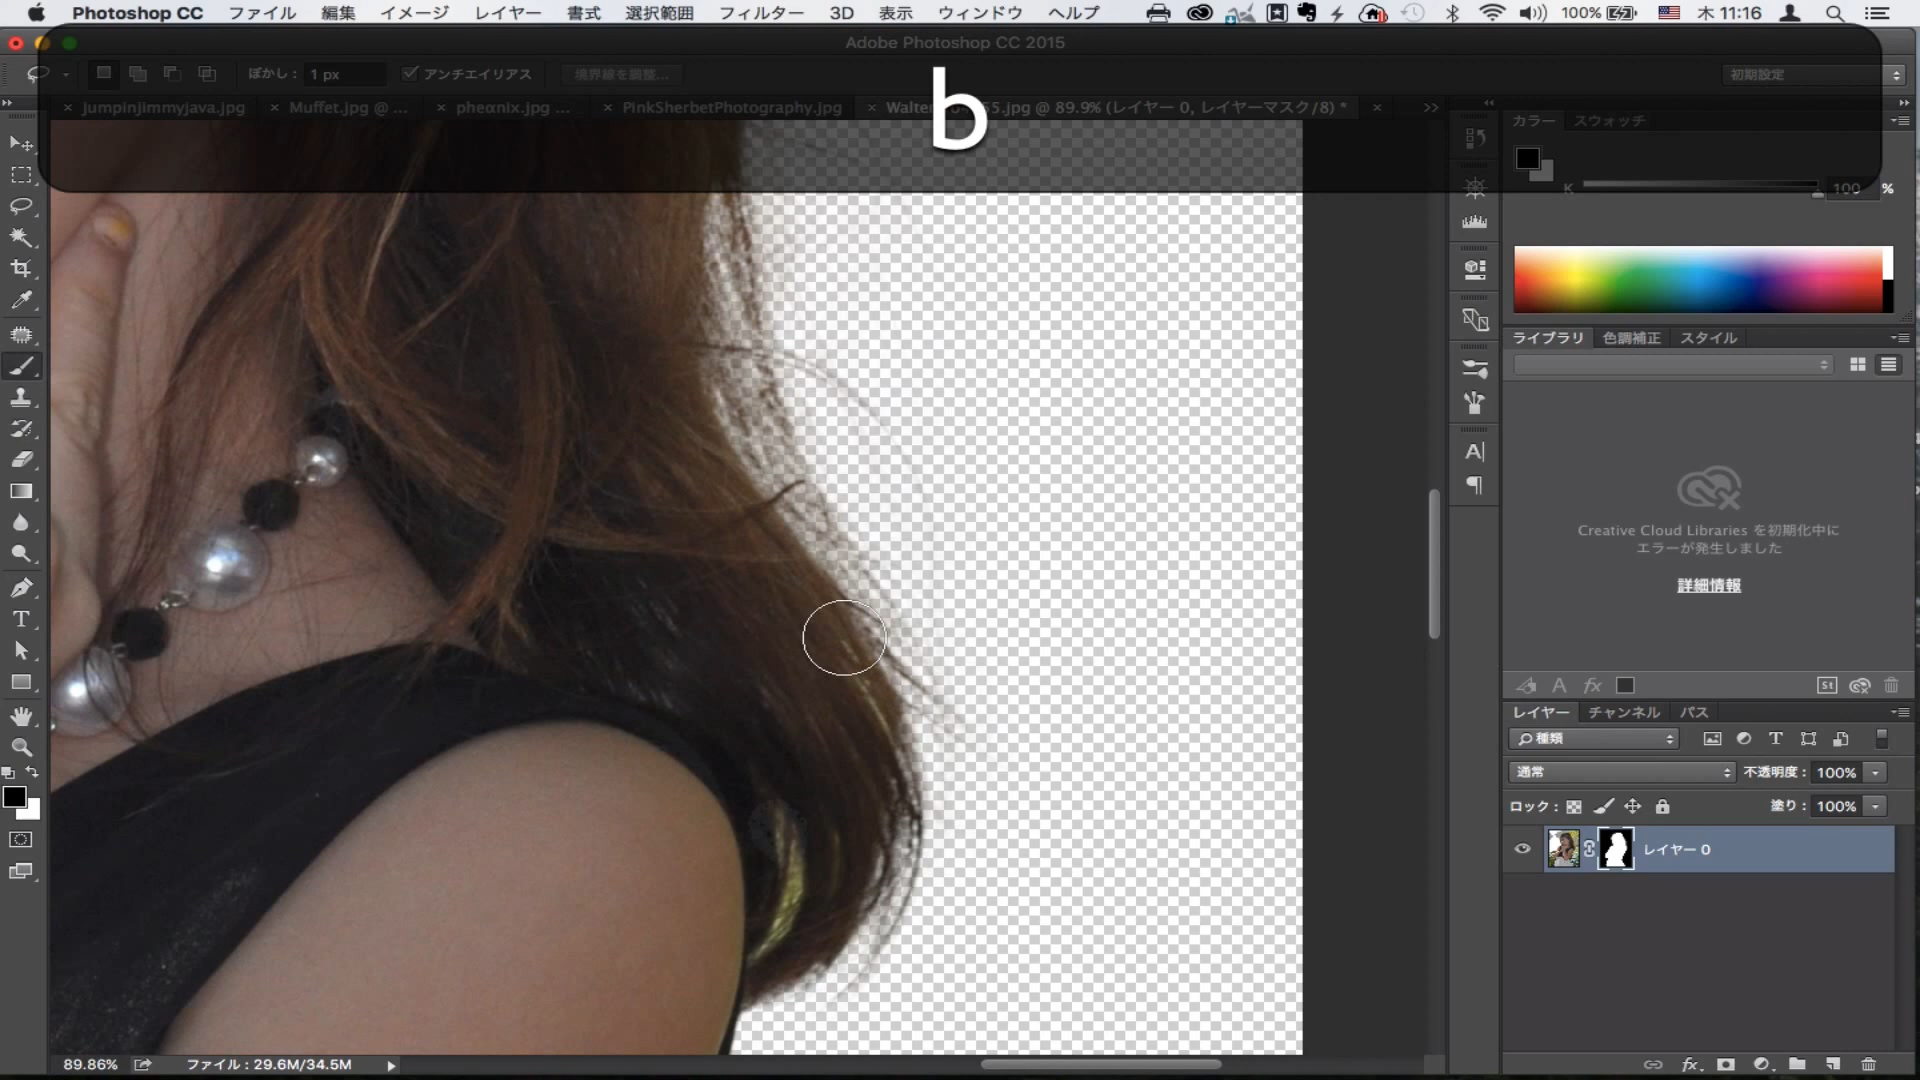 Photoshop CC ファイル 編集 イメージ レイヤー 書式 選択範囲 フィルター 3D 表示 ウィンドウ ヘルプ 100% 木 11:16
Adobe Photoshop CC 2015
ぼかし : 1 px アンチエイリアス 境界線を調整... 初期設定
b
jumpinjimmyjava.jpg Muffet.jpg @ ... pheonix.jpg ... PinkSherbetPhotography.jpg 55.jpg @ 89.9% (レイヤー 0, レイヤーマスク/8) *
カラー スウォッチ
K 100 %
ライブラリ 色調補正 スタイル
Creative Cloud Libraries を初期化中に
エラーが発生しました
詳細情報
St
レイヤー チャンネル パス
種類
通常 不透明度 : 100%
ロック : 塗り : 100%
レイヤー 0
89.86% ファイル : 29.6M/34.5M